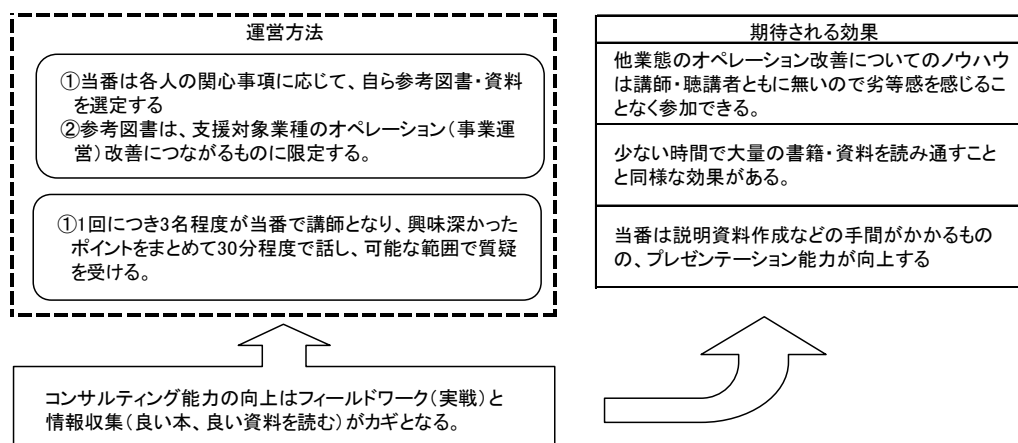 運営方法
①当番は各人の関心事項に応じて、自ら参考図書・資料
を選定する
②参考図書は、支援対象業種のオペレーション(事業運
営)改善につながるものに限定する。
①1回につき3名程度が当番で講師となり、興味深かった
ポイントをまとめて30分程度で話し、可能な範囲で質疑
を受ける。
コンサルティング能力の向上はフィールドワーク(実戦)と
情報収集(良い本、良い資料を読む)がカギとなる。
期待される効果
他業態のオペレーション改善についてのノウハウ
は講師・聴講者ともに無いので劣等感を感じるこ
となく参加できる。
少ない時間で大量の書籍・資料を読み通すこと
と同様な効果がある。
当番は説明資料作成などの手間がかかるもの
の、プレゼンテーション能力が向上する